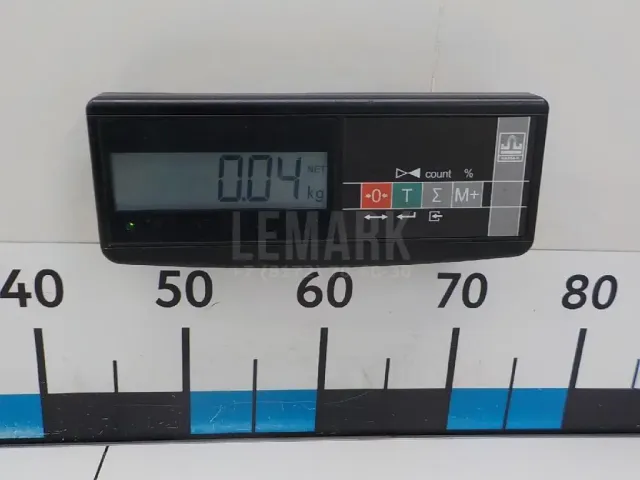 0.04 NET kg
count %
→0← T Σ M+
LEMARK
40 50 60 70 80